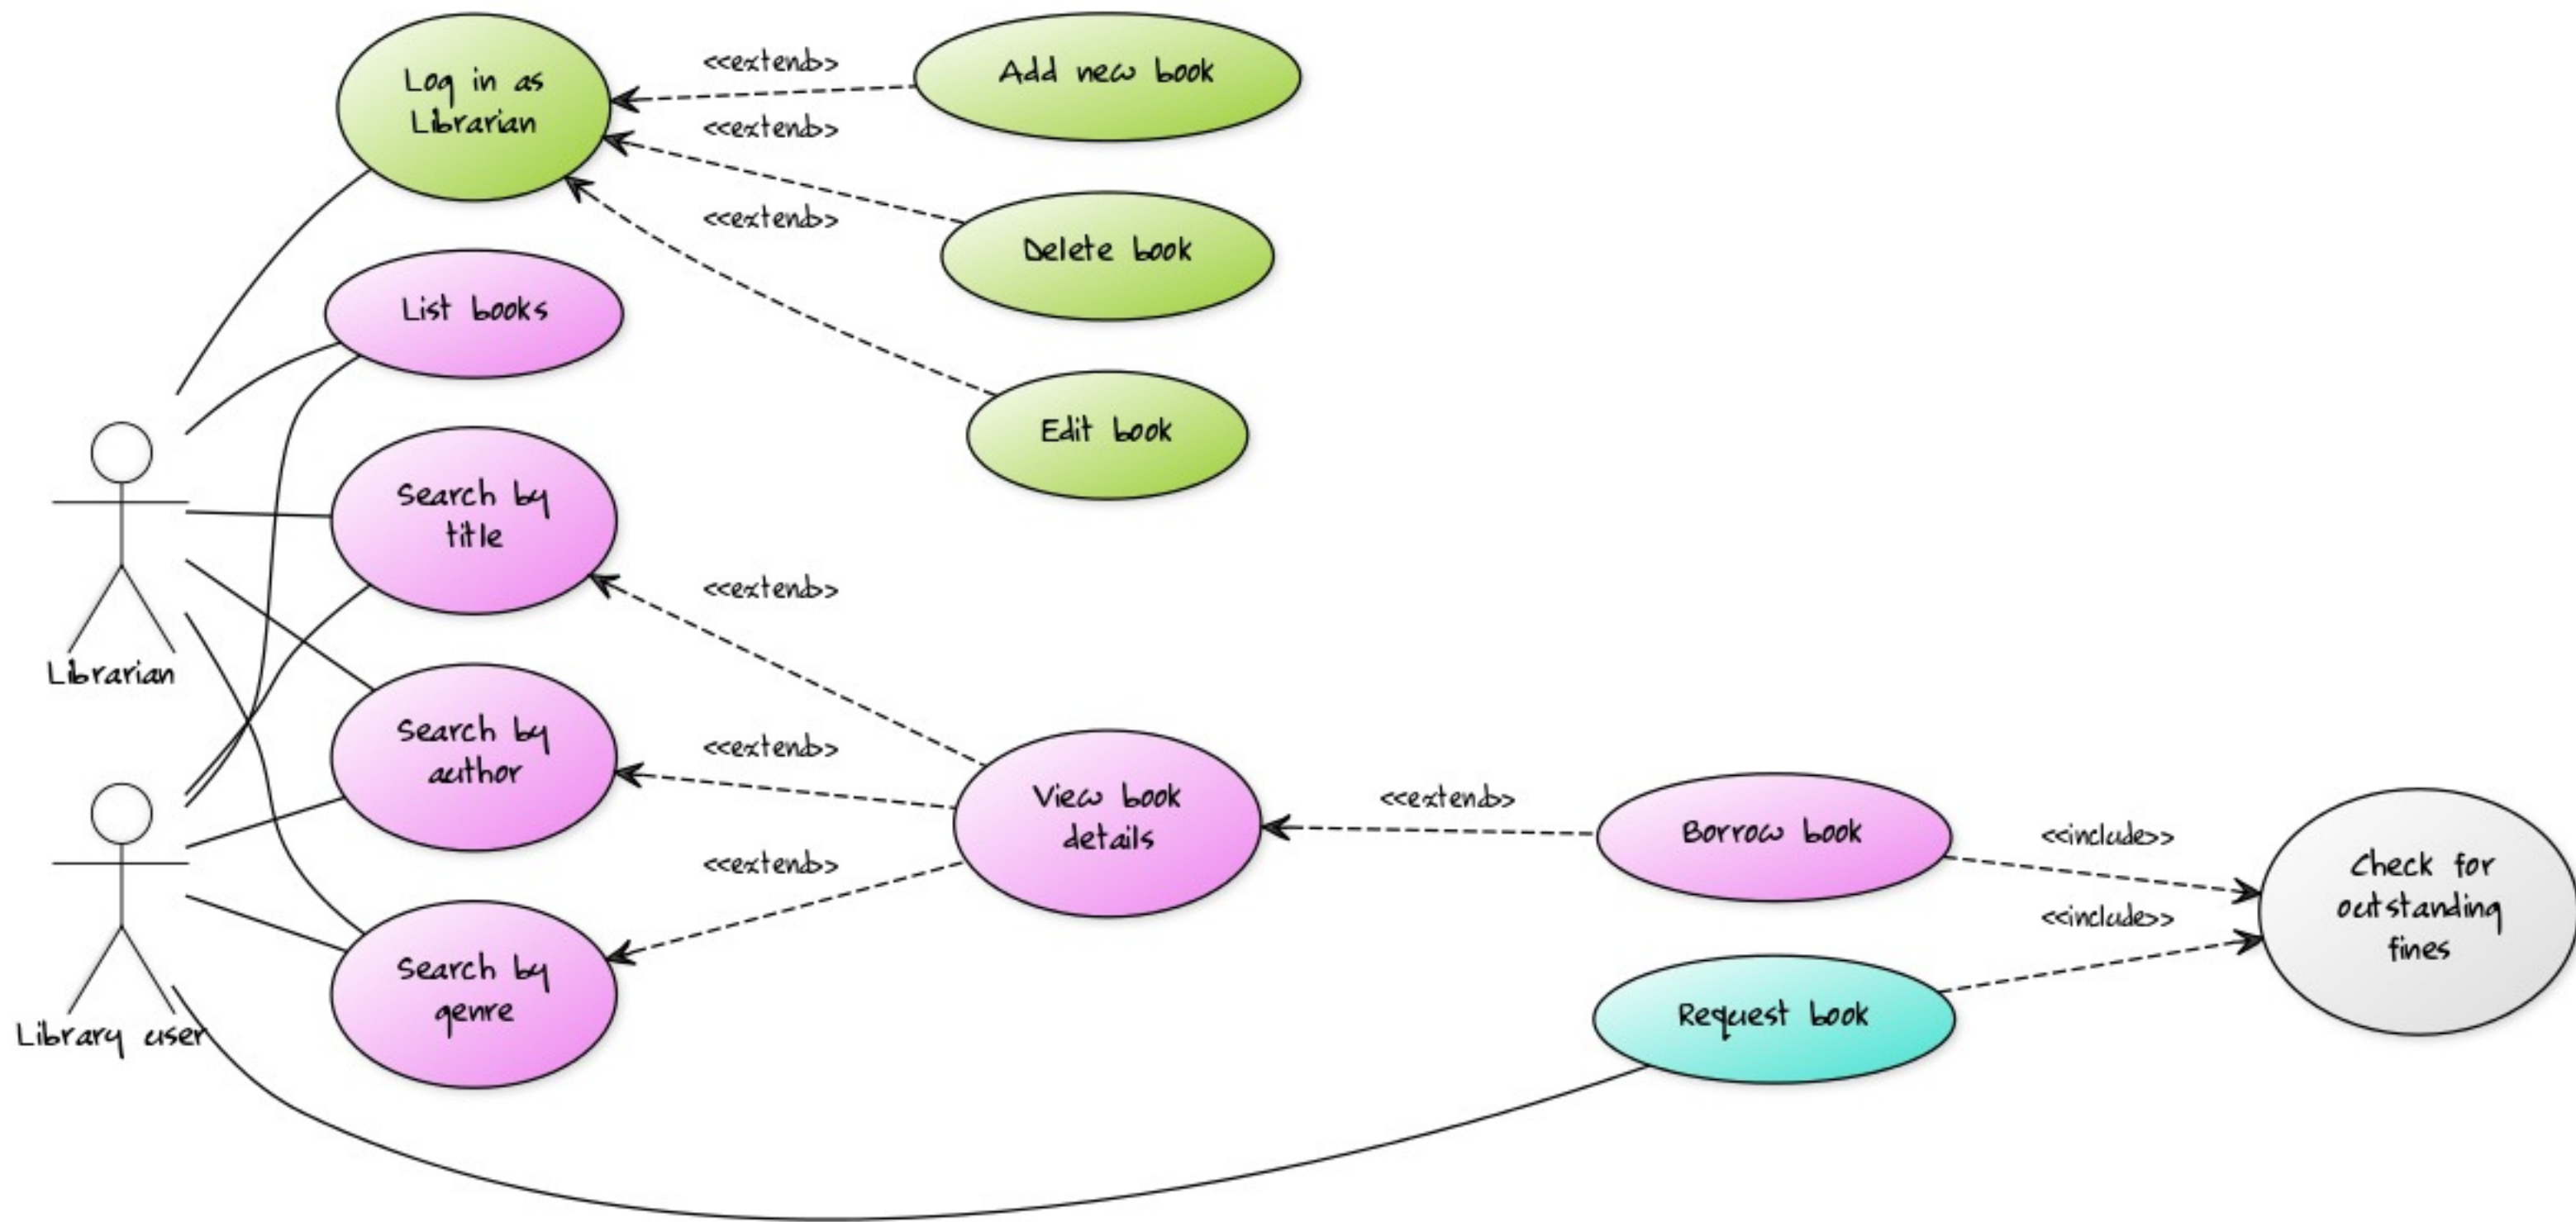 Log in as
Librarian
<<extend>>
Add new book
<<extend>>
Delete book
<<extend>>
List books
Edit book
Search by
title
<<extend>>
Librarian
Search by
author
<<extend>>
View book
details
<<extend>>
Borrow book
<<include>>
Check for
outstanding
fines
<<extend>>
<<include>>
Search by
genre
Request book
Library user